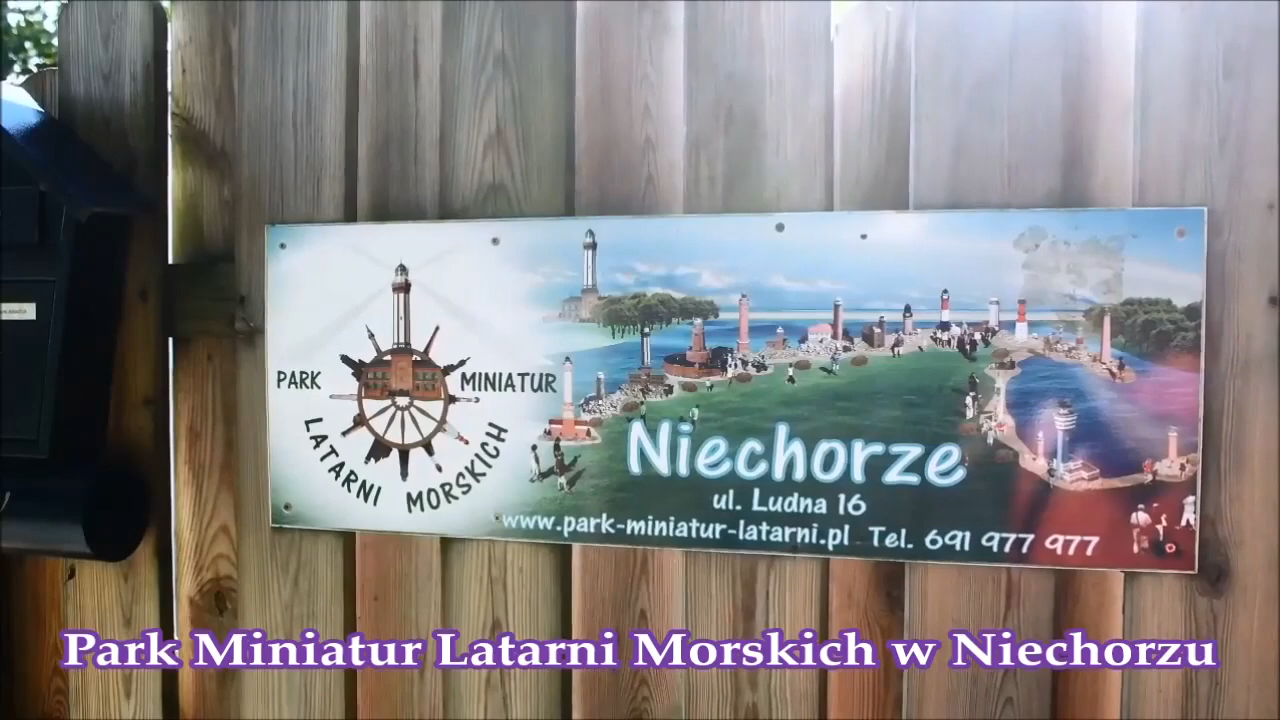 PARK MINIATUR
LATARNI MORSKICH
Niechorze
ul. Ludna 16
www.park-miniatur-latarni.pl Tel. 691 977 977
Park Miniatur Latarni Morskich w Niechorzu